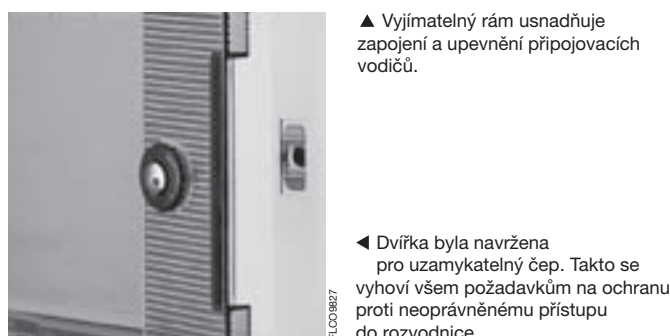 ▲ Vyjímatelný rám usnadňuje
zapojení a upevnění připojovacích
vodičů.
◀ Dvířka byla navržena
pro uzamykatelný čep. Takto se
vyhoví všem požadavkům na ochranu
proti neoprávněnému přístupu
do rozvodnice.